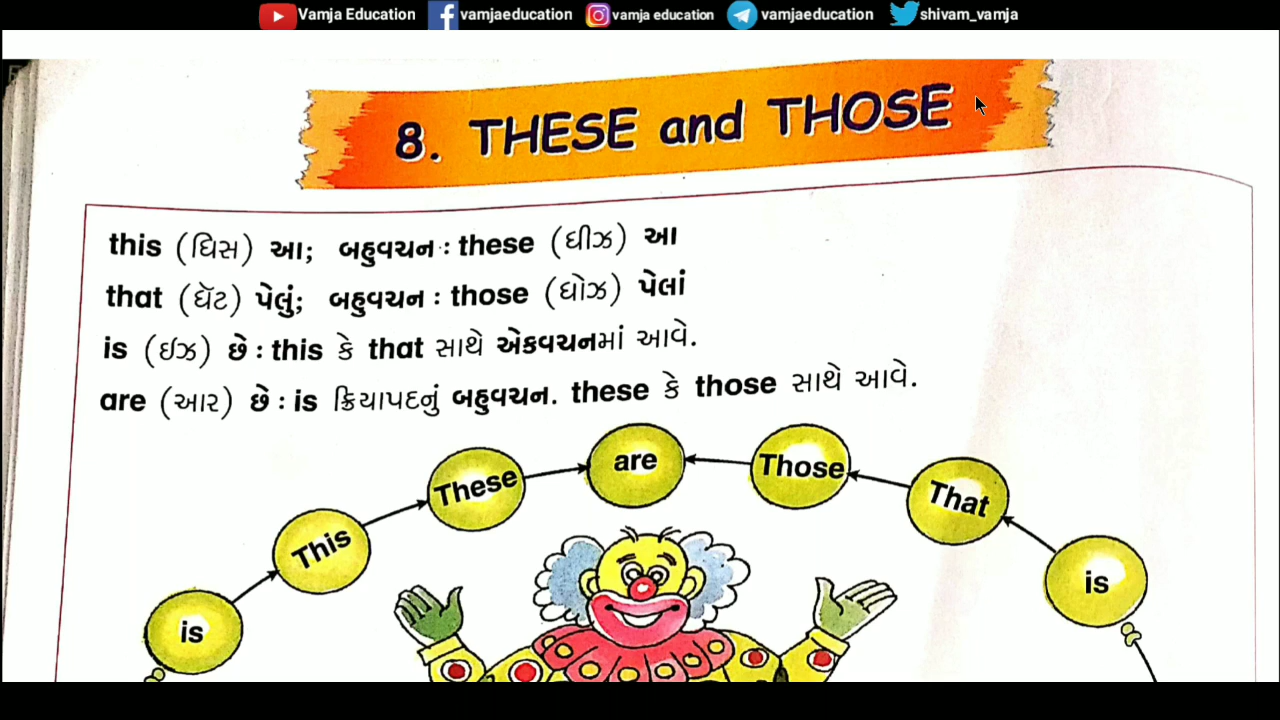 Vamja Education vamjaeducation vamja education vamjaeducation shivam_vamja
8. THESE and THOSE
this (ધિસ) આ; બહુવચન : these (ધીઝ) આ
that (ધૅટ) પેલું; બહુવચન : those (ધોઝ) પેલાં
is (ઈઝ) છે : this કે that સાથે એકવચનમાં આવે.
are (આર) છે : is ક્રિયાપદનું બહુવચન. these કે those સાથે આવે.
is This These are Those That is